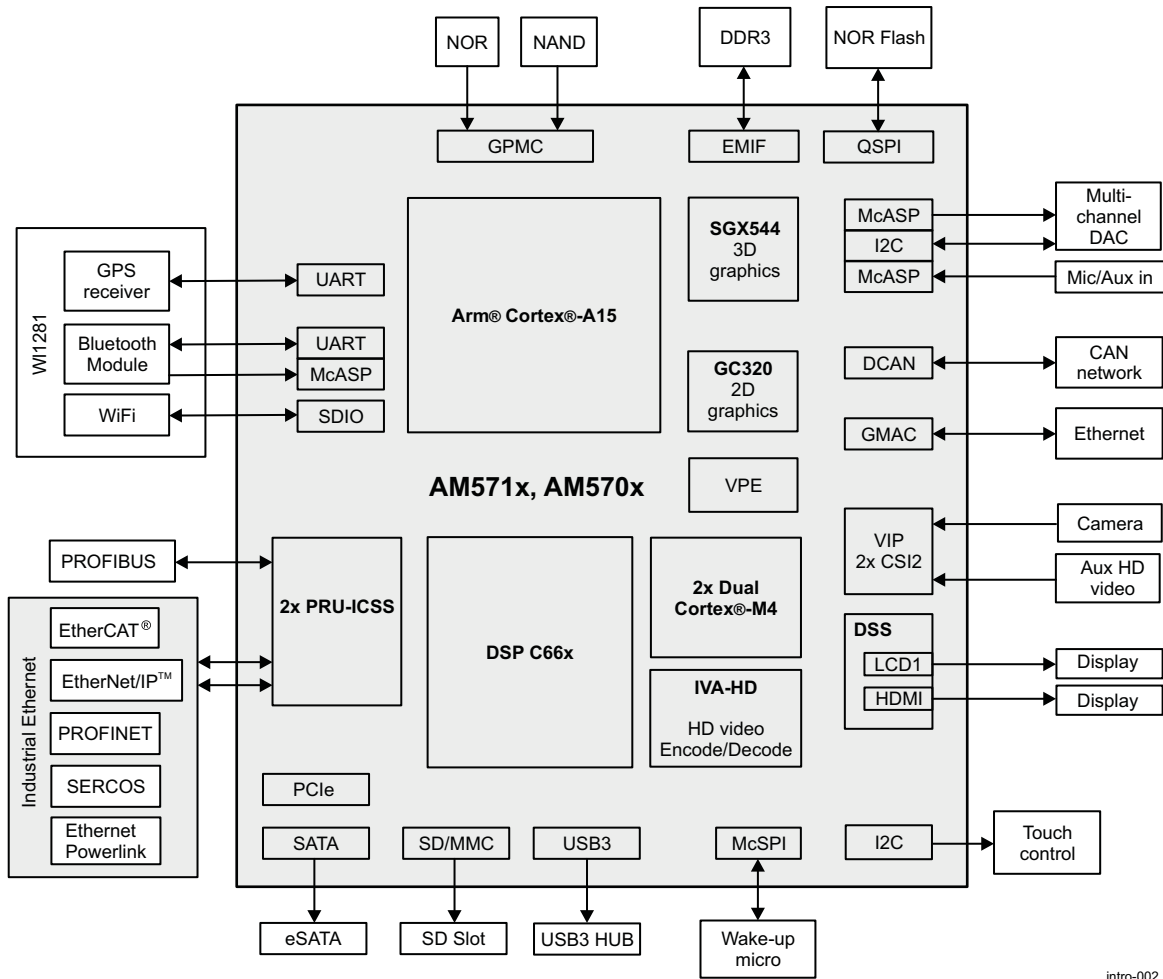 NOR
NAND
DDR3
NOR Flash
GPMC
EMIF
QSPI
WI1281
GPS
receiver
Bluetooth
Module
WiFi
UART
UART
McASP
SDIO
Arm® Cortex®-A15
SGX544
3D
graphics
GC320
2D
graphics
VPE
McASP
I2C
McASP
Multi-
channel
DAC
Mic/Aux in
DCAN
CAN
network
GMAC
Ethernet
AM571x, AM570x
VIP
2x CSI2
Camera
Aux HD
video
PROFIBUS
Industrial Ethernet
EtherCAT®
EtherNet/IP™
PROFINET
SERCOS
Ethernet
Powerlink
2x PRU-ICSS
DSP C66x
2x Dual
Cortex®-M4
IVA-HD
HD video
Encode/Decode
DSS
LCD1
HDMI
Display
Display
PCIe
SATA
SD/MMC
USB3
McSPI
I2C
Touch
control
eSATA
SD Slot
USB3 HUB
Wake-up
micro
intro-002